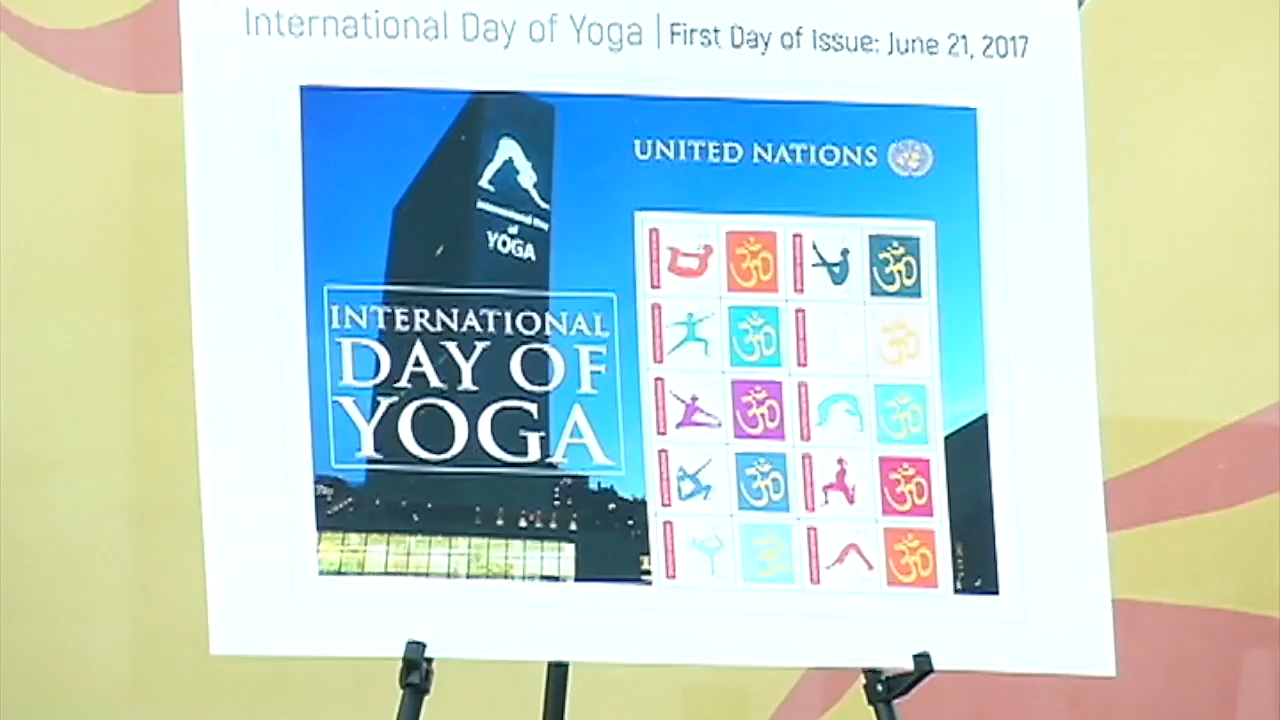 International Day of Yoga | First Day of Issue: June 21, 2017
UNITED NATIONS
International Day
of
YOGA
INTERNATIONAL
DAY OF
YOGA
ॐ ॐ
ॐ ॐ
ॐ ॐ
ॐ ॐ
ॐ ॐ